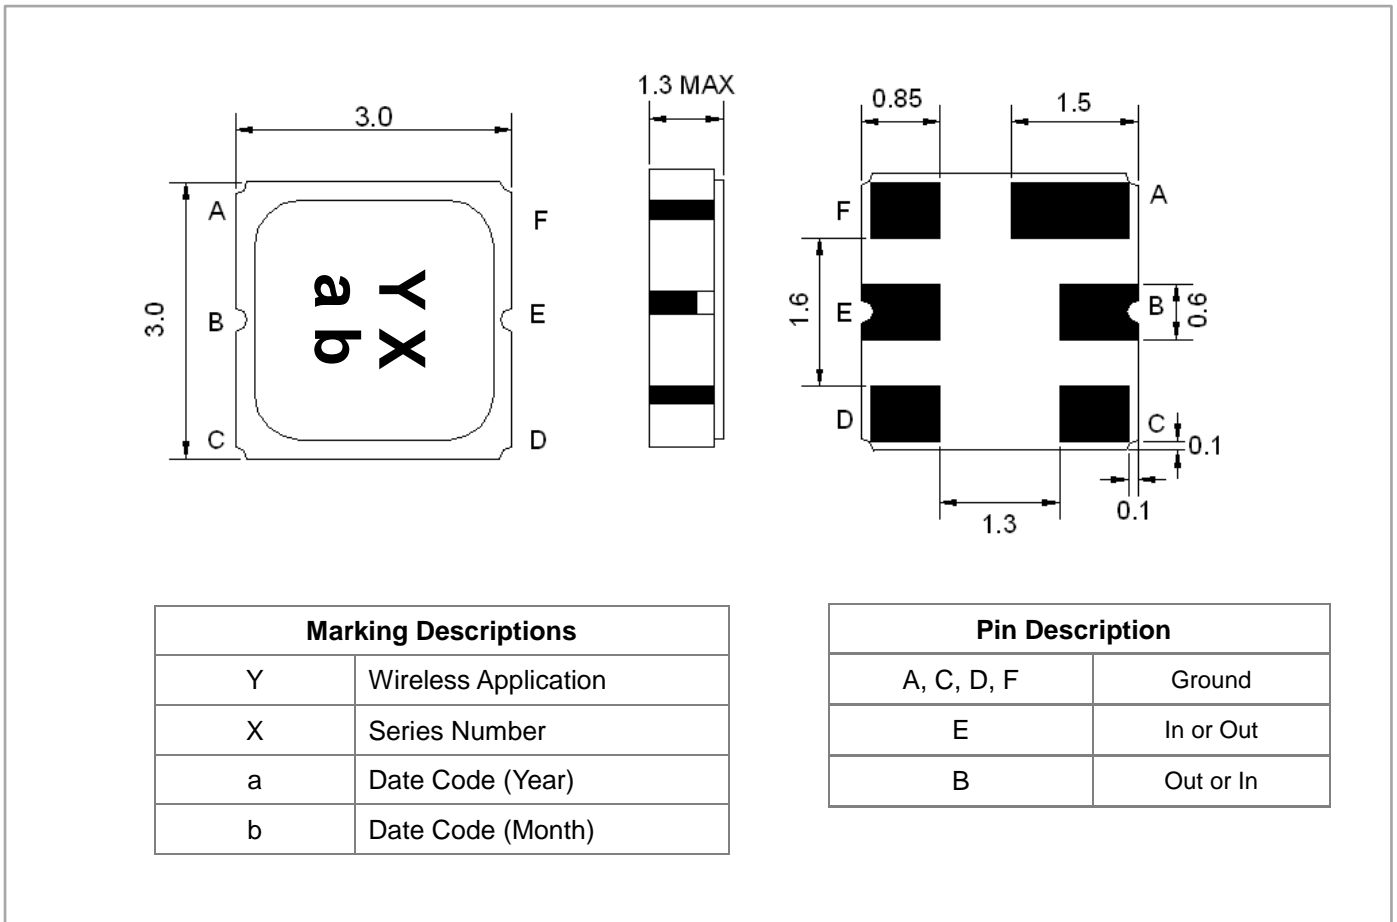 3.0
3.0
A
B
C
F
E
D
Y X
a b
1.3 MAX
0.85
1.5
F
E
D
A
B
C
1.6
0.6
0.1
0.1
1.3
Marking Descriptions
Y Wireless Application
X Series Number
a Date Code (Year)
b Date Code (Month)
Pin Description
A, C, D, F Ground
E In or Out
B Out or In